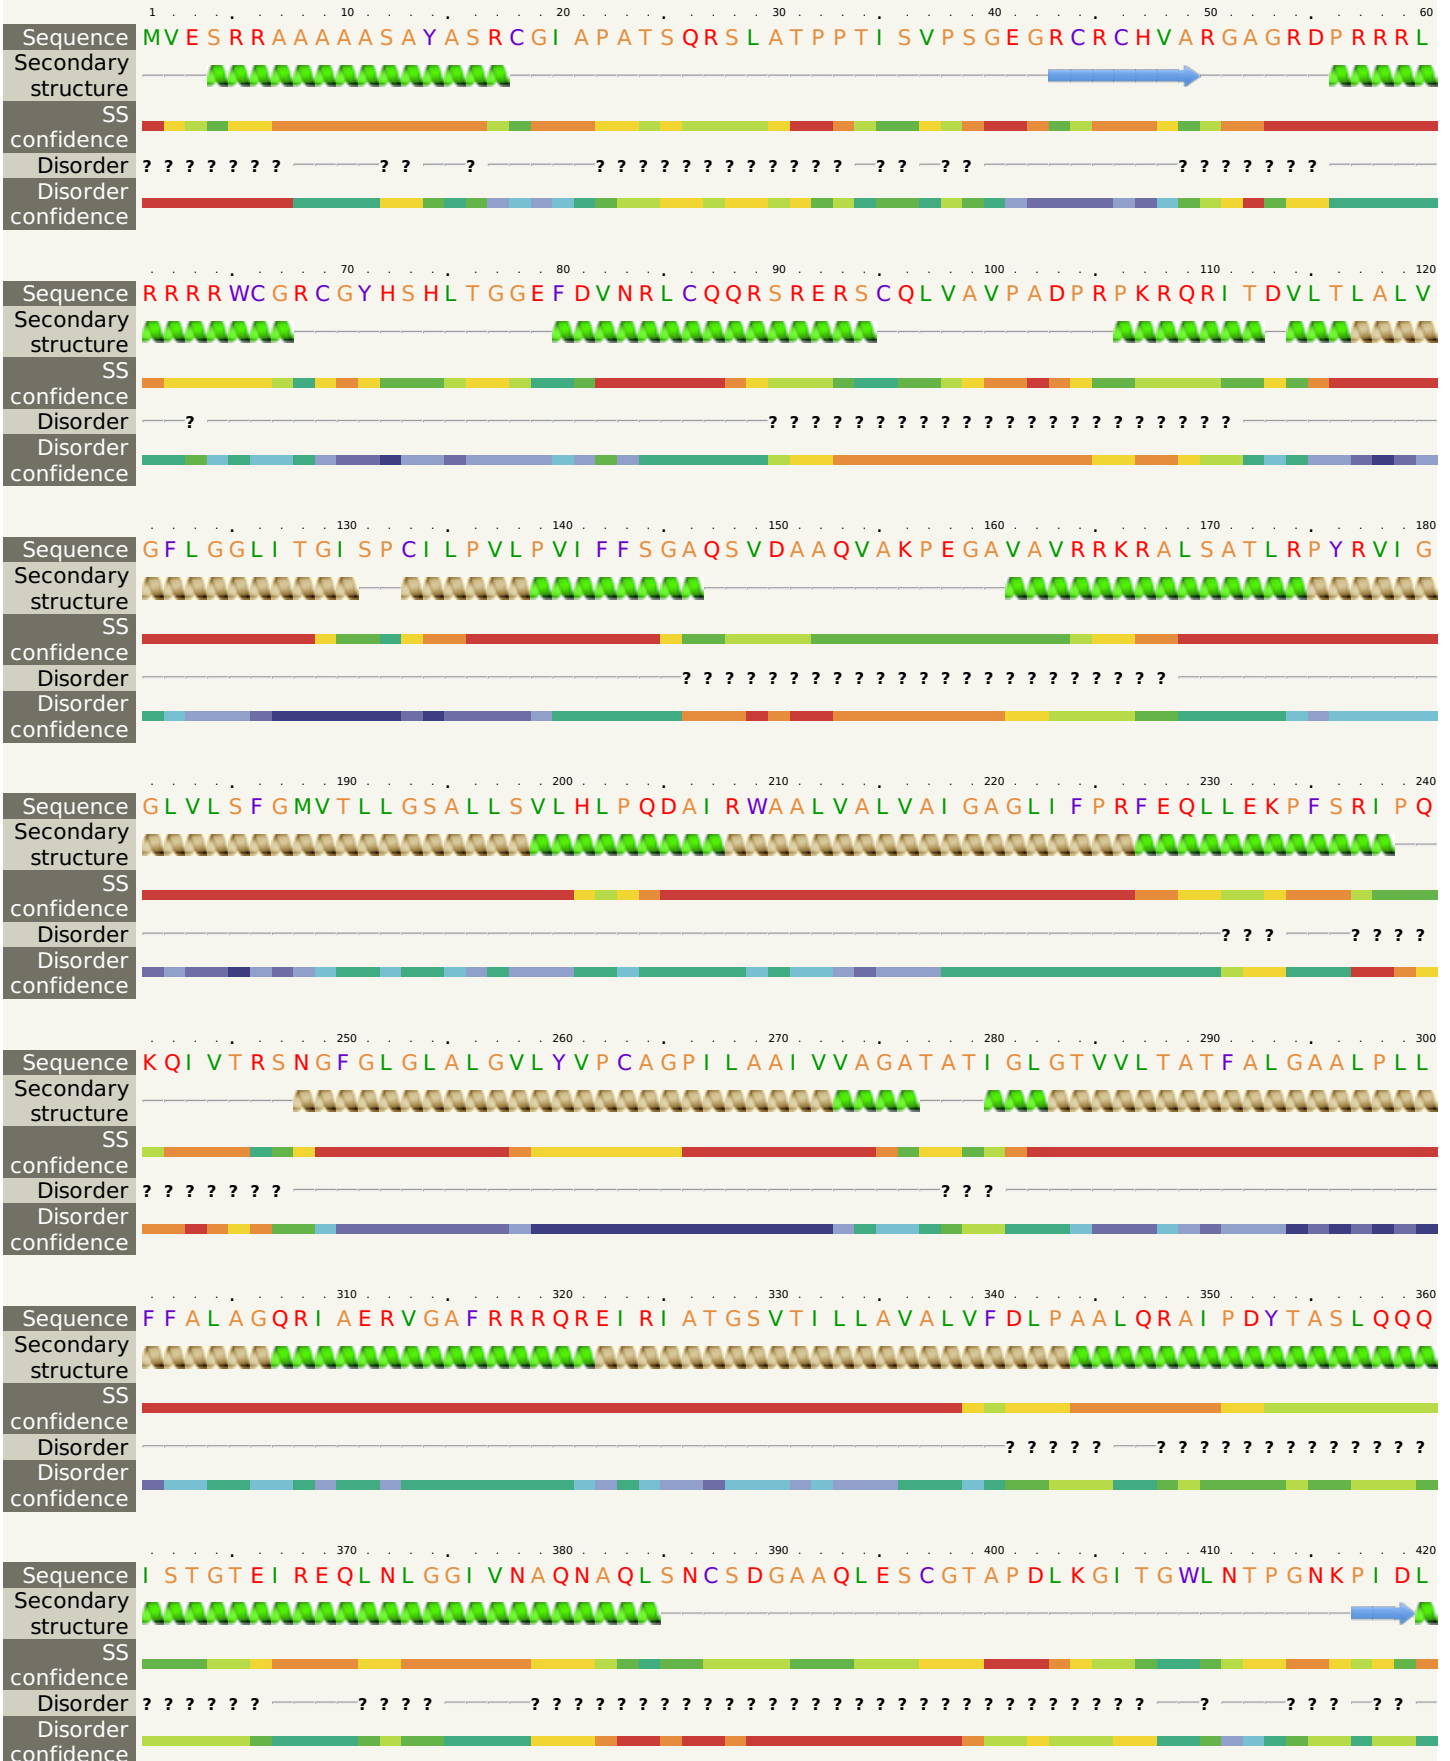 1 . . . . . . . . 10 . . . . . . . . . 20 . . . . . . . . . 30 . . . . . . . . . 40 . . . . . . . . . 50 . . . . . . . . . 60
Sequence MVESRRAAAAASAYASRCGIAPATSQRSLATPPTISVPSGEGRCRCHVARGAGRDPRRRL
Secondary
structure
SS
confidence
Disorder ? ? ? ? ? ? ? ? ? ? ? ? ? ? ? ? ? ? ? ? ? ? ? ? ? ? ? ? ? ? ? ? ?
Disorder
confidence
. . . . . . . . . 70 . . . . . . . . . 80 . . . . . . . . . 90 . . . . . . . . . 100 . . . . . . . . . 110 . . . . . . . . . 120
Sequence RRRRWCGRCGYHSHLTGGEFDVNRLCQQRSRERSCQLVAVPADPRPKRQRITDVLTLALV
Secondary
structure
SS
confidence
Disorder ? ? ? ? ? ? ? ? ? ? ? ? ? ? ? ? ? ? ? ? ? ? ?
Disorder
confidence
. . . . . . . . . 130 . . . . . . . . . 140 . . . . . . . . . 150 . . . . . . . . . 160 . . . . . . . . . 170 . . . . . . . . . 180
Sequence GFLGGLITGISPCILPVLPVIFFSGAQSVDAAQVAKPEGAVAVRRKRALSATLRPYRVIG
Secondary
structure
SS
confidence
Disorder ? ? ? ? ? ? ? ? ? ? ? ? ? ? ? ? ? ? ? ? ? ? ?
Disorder
confidence
. . . . . . . . . 190 . . . . . . . . . 200 . . . . . . . . . 210 . . . . . . . . . 220 . . . . . . . . . 230 . . . . . . . . . 240
Sequence GLVLSFGMVTLLGSALLSVLHLPQDAIRWAALVALVAIGAGLIFPRFEQLLEKPFSRIPQ
Secondary
structure
SS
confidence
Disorder ? ? ? ? ? ? ?
Disorder
confidence
. . . . . . . . . 250 . . . . . . . . . 260 . . . . . . . . . 270 . . . . . . . . . 280 . . . . . . . . . 290 . . . . . . . . . 300
Sequence KQIVTRSNGFGLGLALGVLYVPCAGPILAAIVVAGATATIGLGTVVLTATFALGAALPLL
Secondary
structure
SS
confidence
Disorder ? ? ? ? ? ? ? ? ? ?
Disorder
confidence
. . . . . . . . . 310 . . . . . . . . . 320 . . . . . . . . . 330 . . . . . . . . . 340 . . . . . . . . . 350 . . . . . . . . . 360
Sequence FFALAGQRIAERVGAFRRRQREIRIATGSVTILLAVALVFDLPAALQRAIPDYTASLQQQ
Secondary
structure
SS
confidence
Disorder ? ? ? ? ? ? ? ? ? ? ? ? ? ? ? ? ? ?
Disorder
confidence
. . . . . . . . . 370 . . . . . . . . . 380 . . . . . . . . . 390 . . . . . . . . . 400 . . . . . . . . . 410 . . . . . . . . . 420
Sequence ISTGTEIREQLNLGGIVNAQNAQLSNCSDGAAQLESCGTAPDLKGITGWLNTPGNKPIDL
Secondary
structure
SS
confidence
Disorder ? ? ? ? ? ? ? ? ? ? ? ? ? ? ? ? ? ? ? ? ? ? ? ? ? ? ? ? ? ? ? ? ? ? ? ? ? ? ? ? ? ? ? ? ?
Disorder
confidence